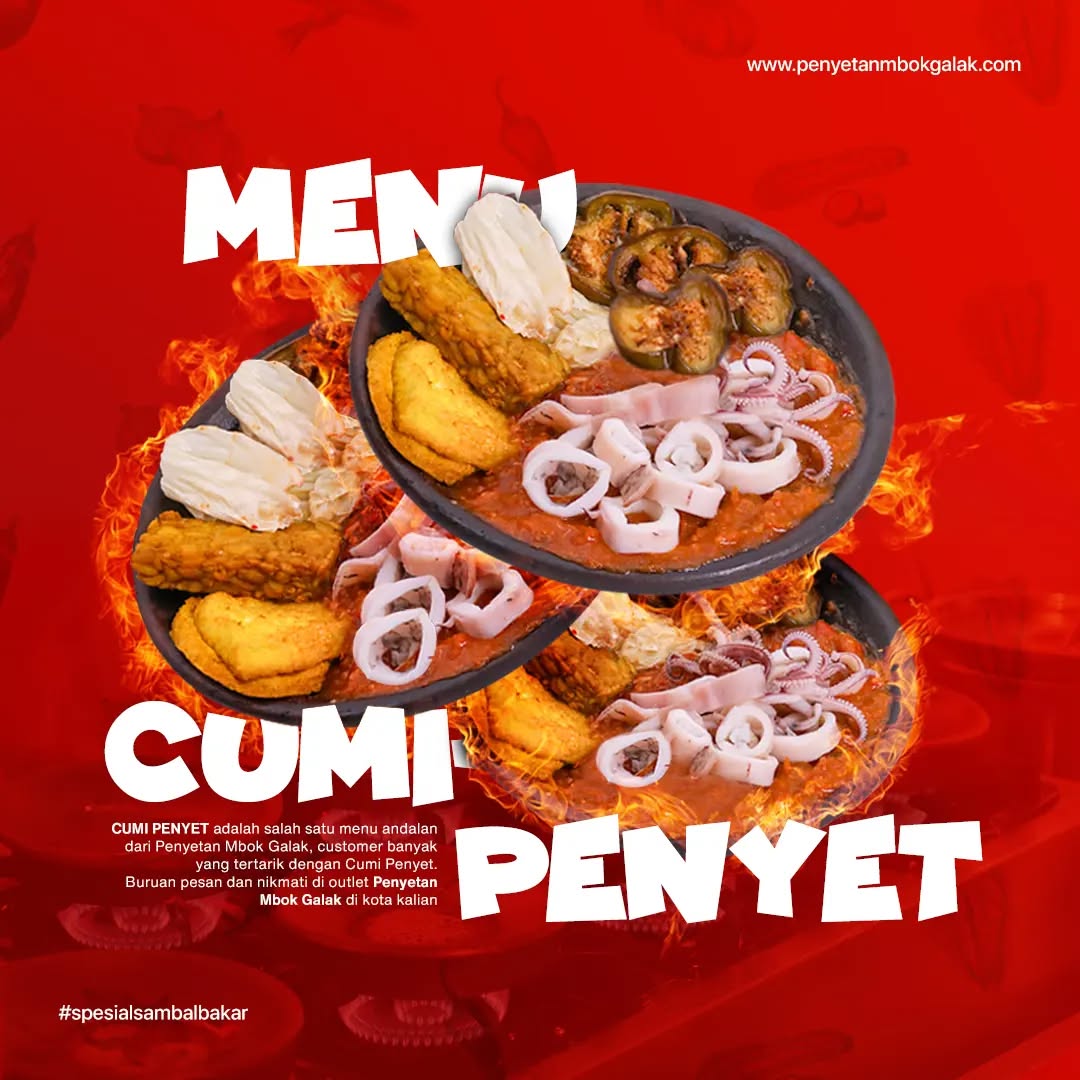 www.penyetanmbokgalak.com
MENU
CUMI
CUMI PENYET adalah salah satu menu andalan
dari Penyetan Mbok Galak, customer banyak
yang tertarik dengan Cumi Penyet.
Buruan pesan dan nikmati di outlet Penyetan
Mbok Galak di kota kalian
PENYET
#spesialsambalbakar